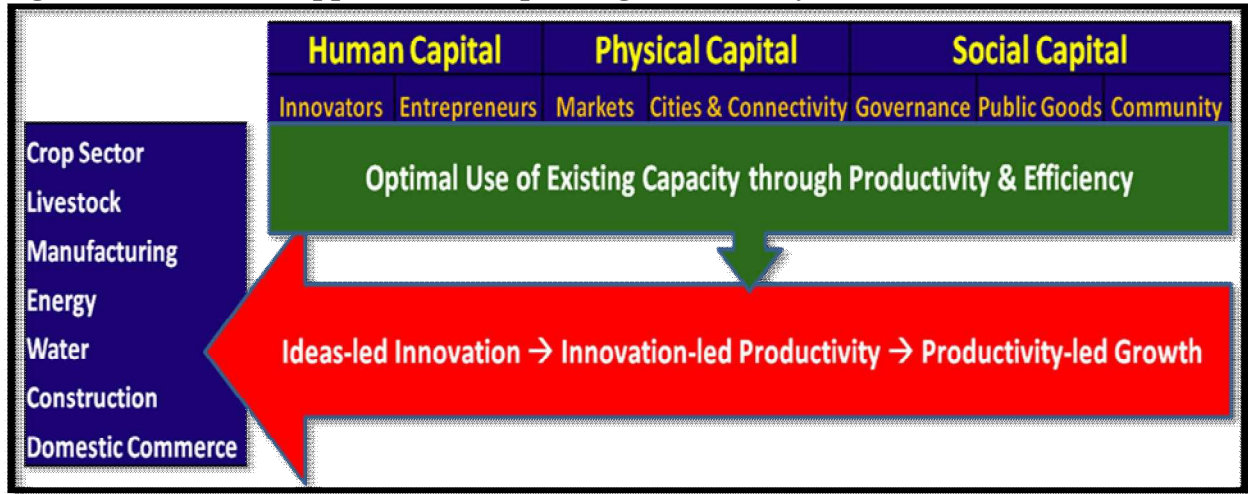 Human Capital Physical Capital Social Capital
Innovators Entrepreneurs Markets Cities & Connectivity Governance Public Goods Community
Optimal Use of Existing Capacity through Productivity & Efficiency
Crop Sector
Livestock
Manufacturing
Energy
Water
Construction
Domestic Commerce
Ideas-led Innovation → Innovation-led Productivity → Productivity-led Growth